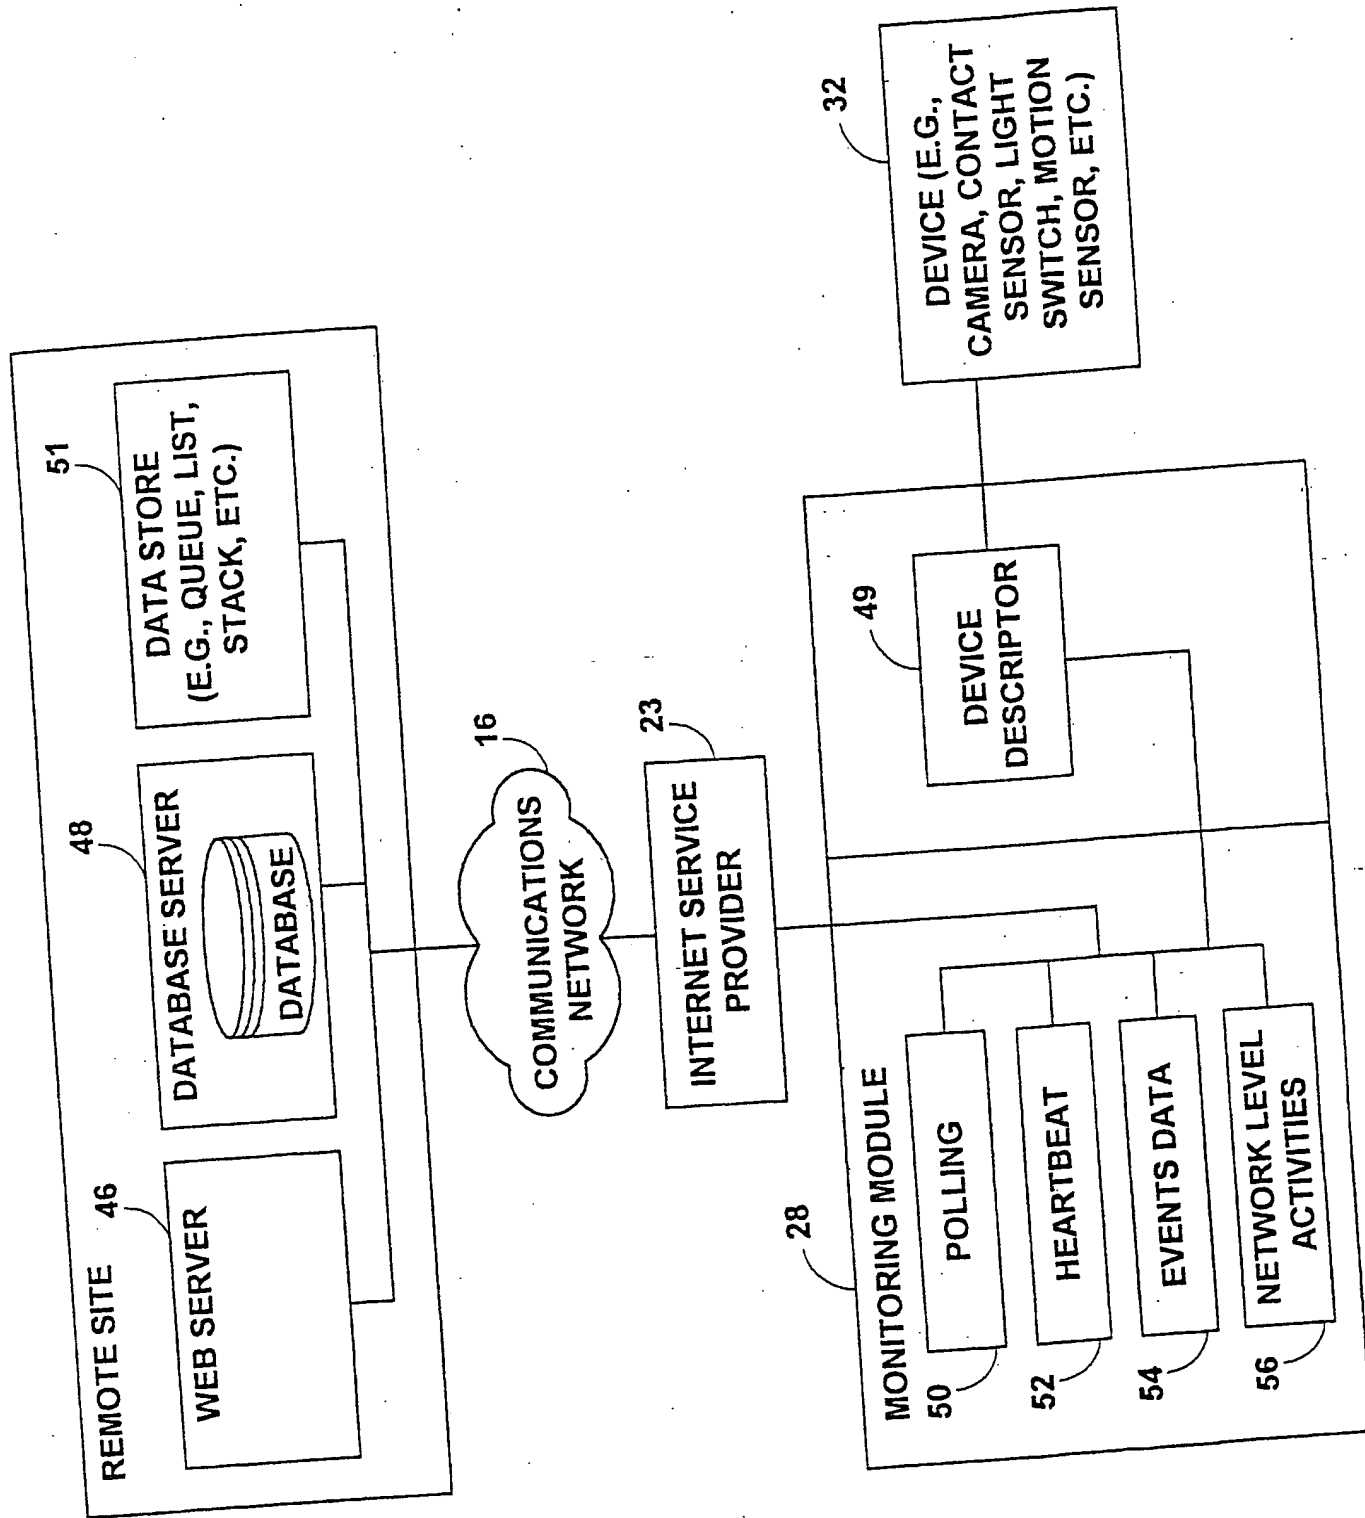 REMOTE SITE
46
WEB SERVER
48
DATABASE SERVER
DATABASE
51
DATA STORE
(E.G., QUEUE, LIST,
STACK, ETC.)
16
COMMUNICATIONS
NETWORK
23
INTERNET SERVICE
PROVIDER
28
MONITORING MODULE
50
POLLING
52
HEARTBEAT
54
EVENTS DATA
56
NETWORK LEVEL
ACTIVITIES
49
DEVICE
DESCRIPTOR
32
DEVICE (E.G.,
CAMERA, CONTACT
SENSOR, LIGHT
SWITCH, MOTION
SENSOR, ETC.)